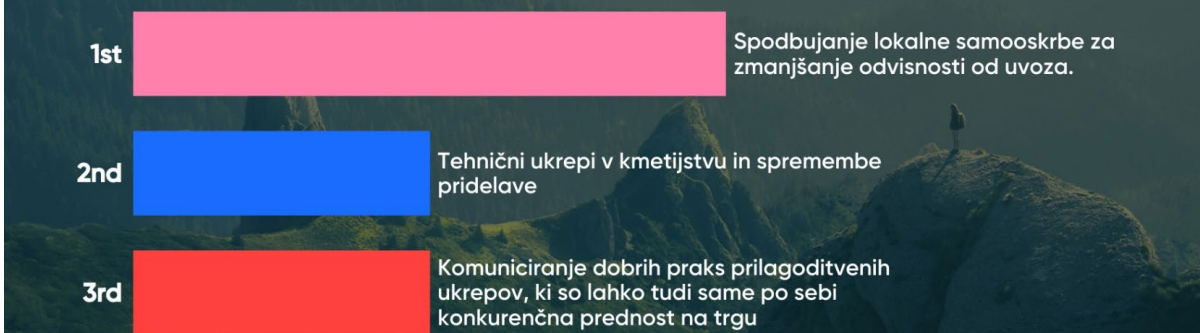 1st
Spodbujanje lokalne samooskrbe za
zmanjšanje odvisnosti od uvoza.
2nd
Tehnični ukrepi v kmetijstvu in spremembe
pridelave
3rd
Komuniciranje dobrih praks prilagoditvenih
ukrepov, ki so lahko tudi same po sebi
konkurenčna prednost na trgu